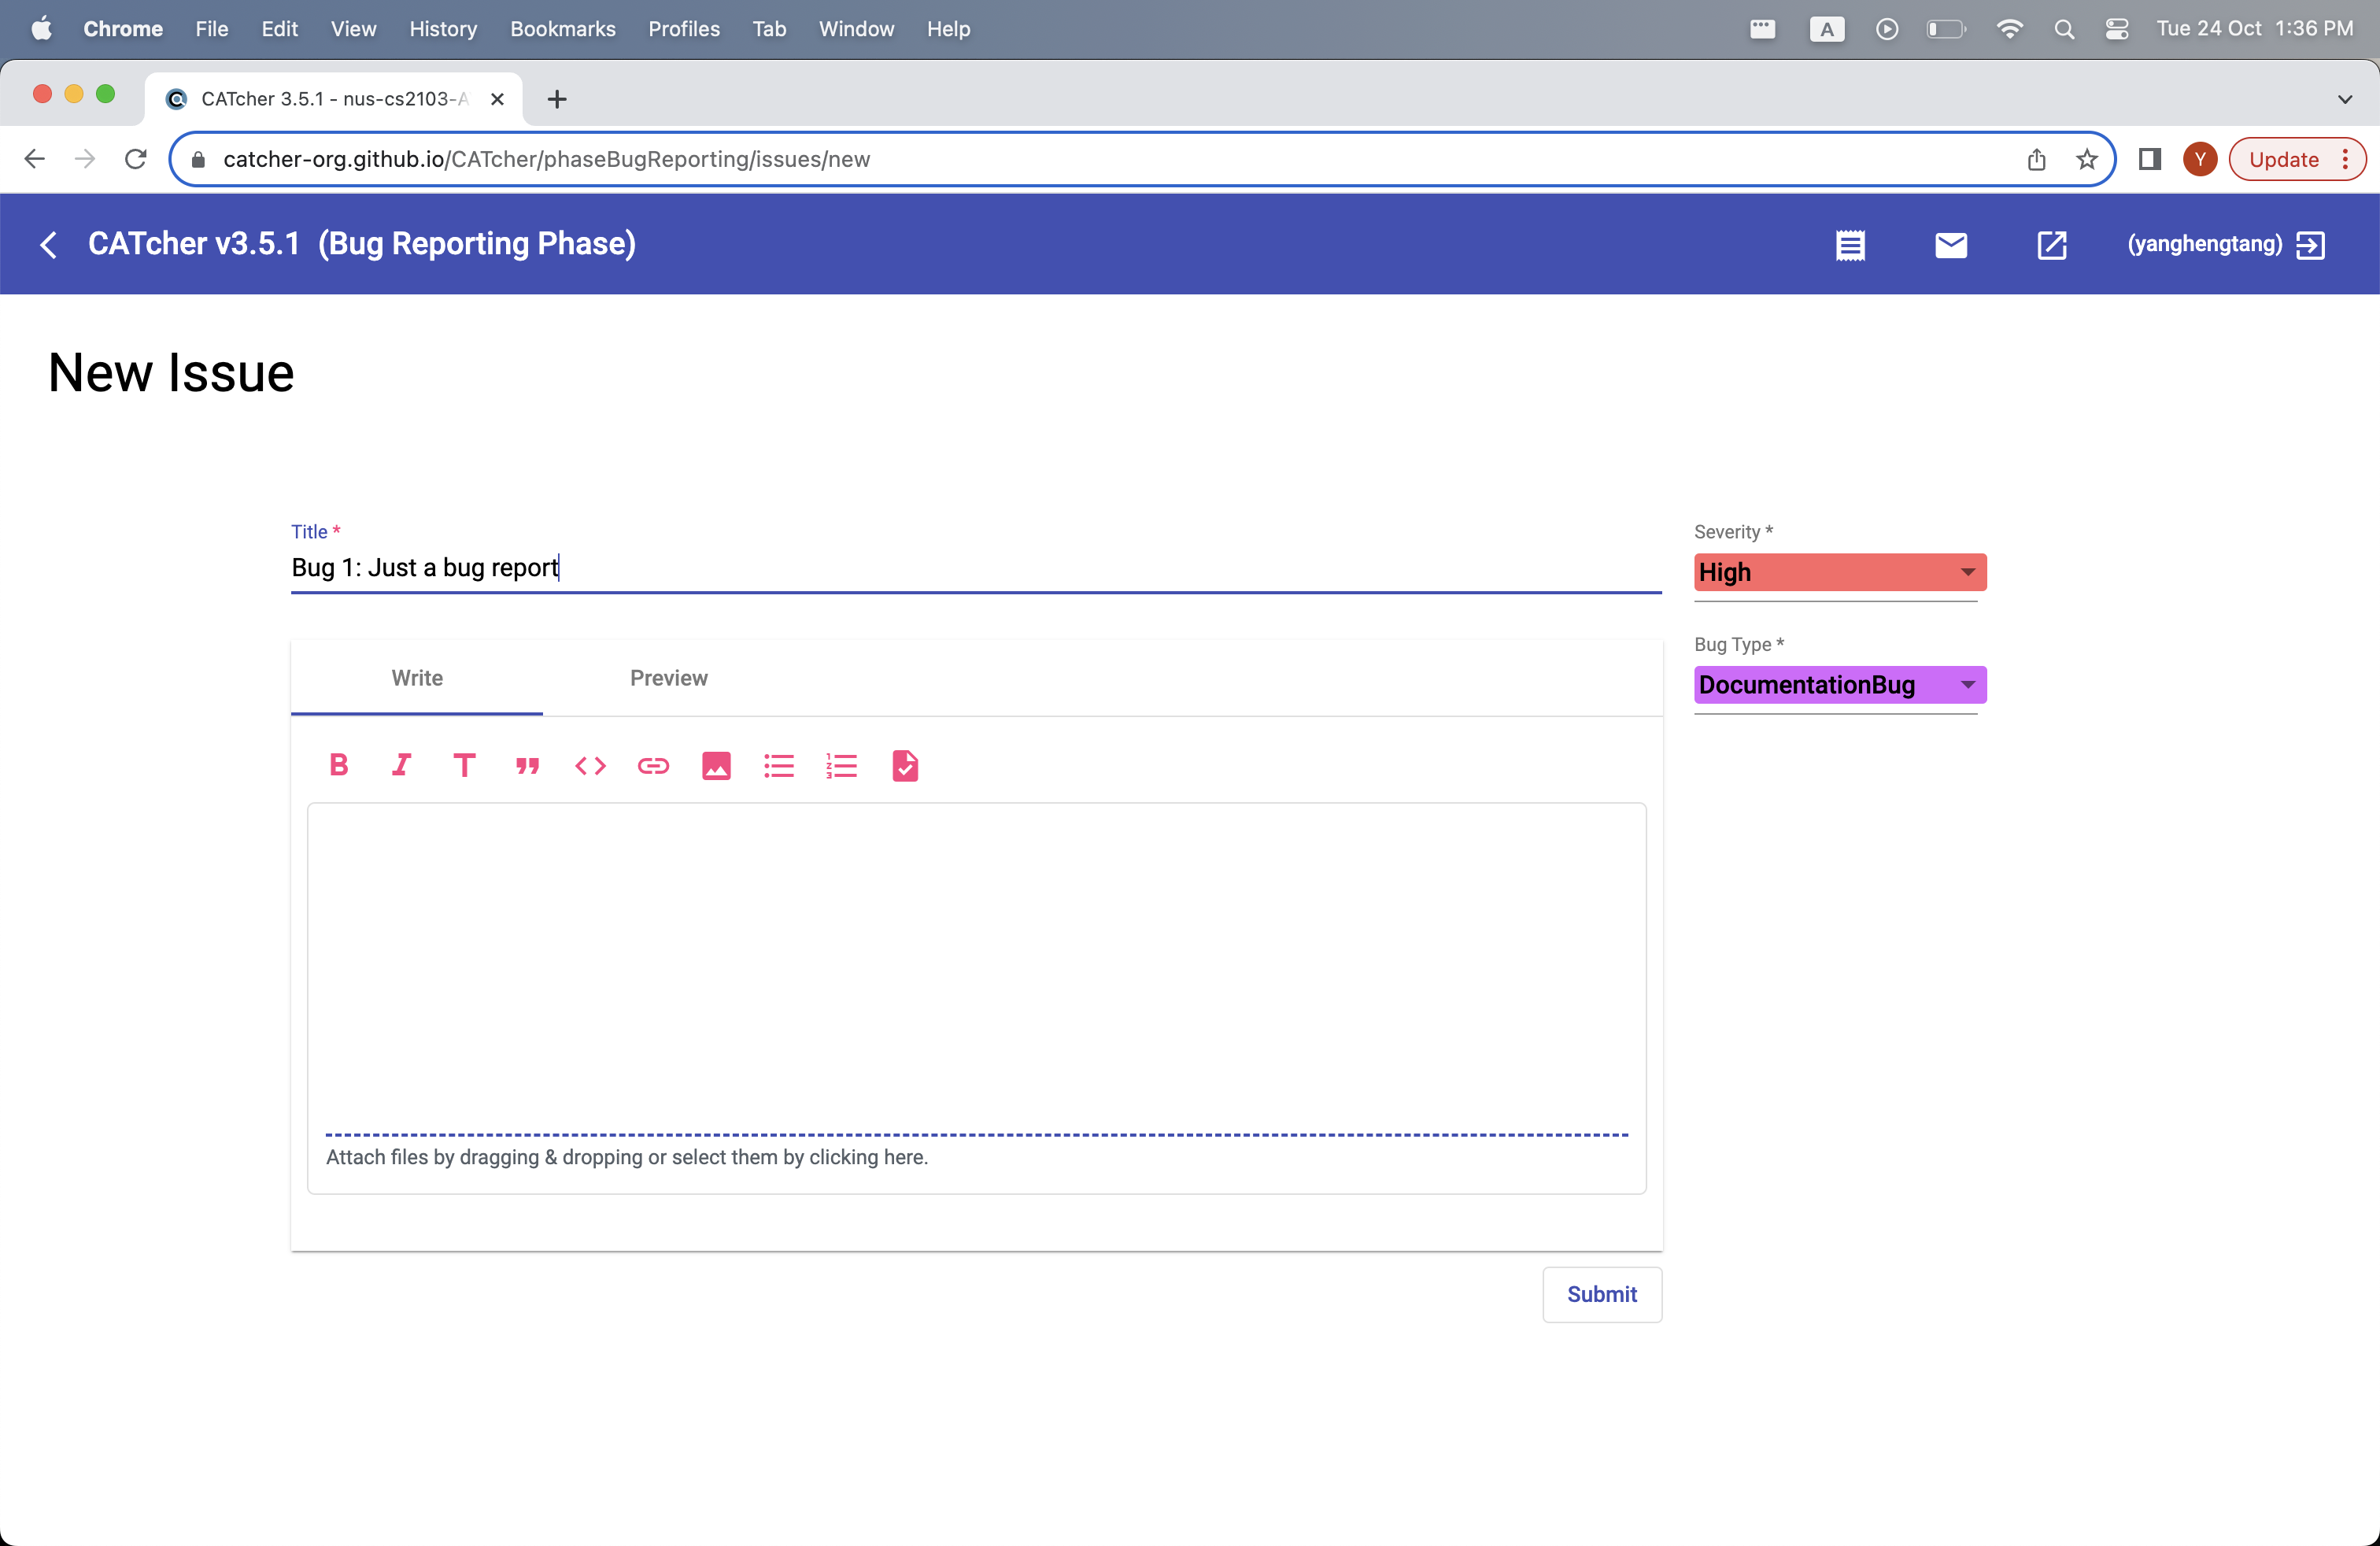 Chrome File Edit View History Bookmarks Profiles Tab Window Help A Tue 24 Oct 1:36 PM
CATcher 3.5.1 - nus-cs2103-A
catcher-org.github.io/CATcher/phaseBugReporting/issues/new Y Update
CATcher v3.5.1 (Bug Reporting Phase) (yanghengtang)
New Issue
Title *
Bug 1: Just a bug report
Severity *
High
Bug Type *
DocumentationBug
Write Preview
Attach files by dragging & dropping or select them by clicking here.
Submit